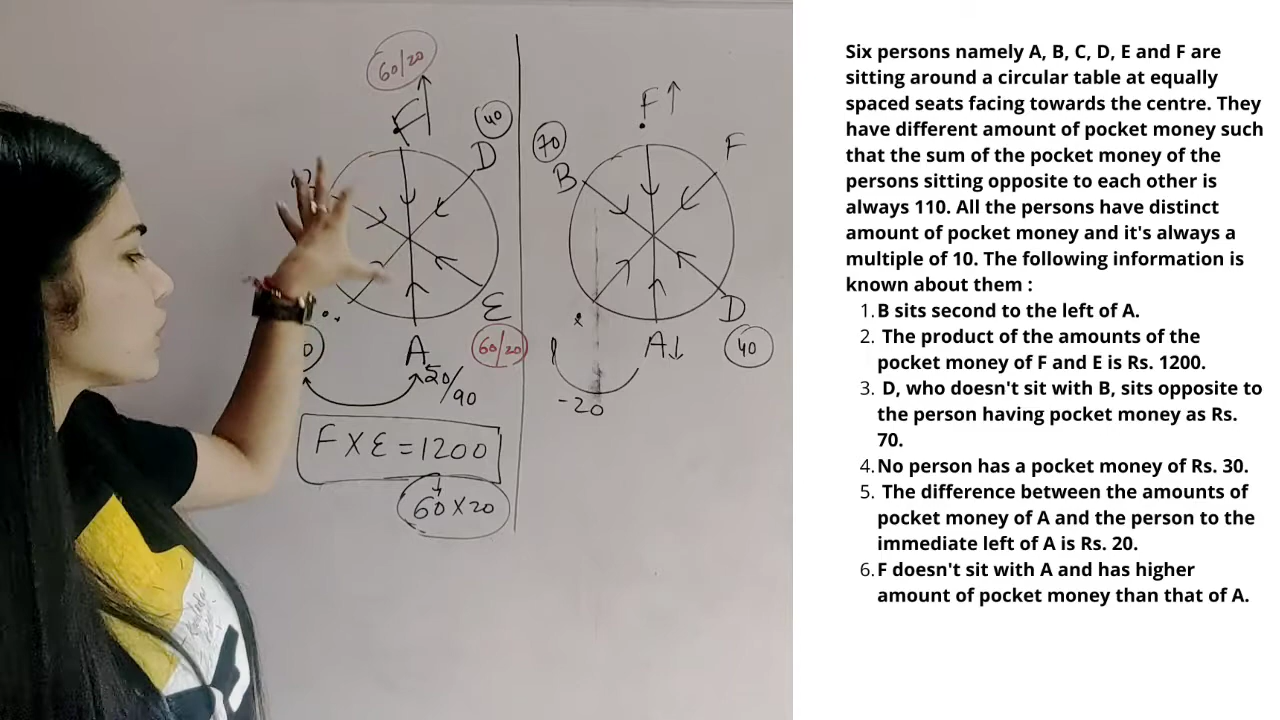 60/20
F
40
D
E
60/20
A
50/
90
F X E = 1200
60 X 20
F
70
B
F
D
40
A
-20
Six persons namely A, B, C, D, E and F are
sitting around a circular table at equally
spaced seats facing towards the centre. They
have different amount of pocket money such
that the sum of the pocket money of the
persons sitting opposite to each other is
always 110. All the persons have distinct
amount of pocket money and it's always a
multiple of 10. The following information is
known about them :
1. B sits second to the left of A.
2. The product of the amounts of the
pocket money of F and E is Rs. 1200.
3. D, who doesn't sit with B, sits opposite to
the person having pocket money as Rs.
70.
4. No person has a pocket money of Rs. 30.
5. The difference between the amounts of
pocket money of A and the person to the
immediate left of A is Rs. 20.
6. F doesn't sit with A and has higher
amount of pocket money than that of A.